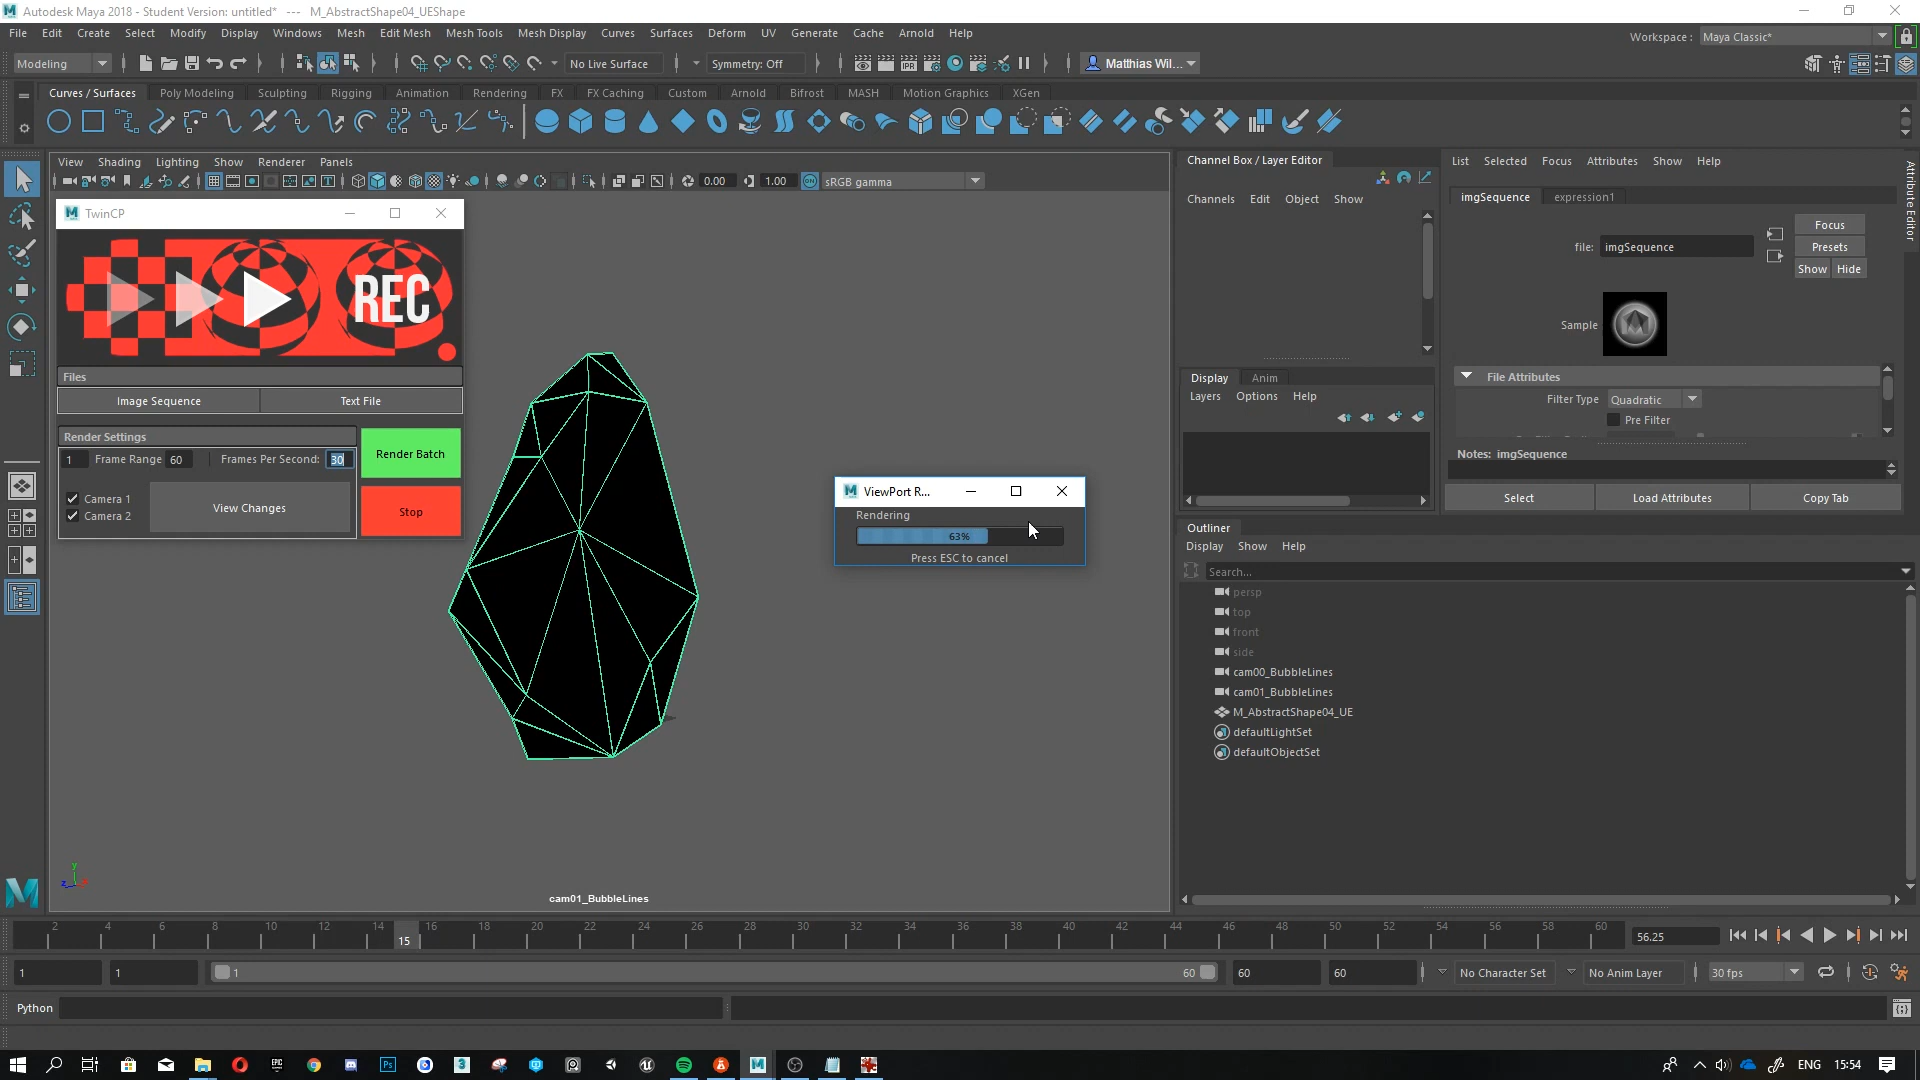 Autodesk Maya 2018 - Student Version: untitled* --- M_AbstractShape04_UEShape
File Edit Create Select Modify Display Windows Mesh Edit Mesh Mesh Tools Mesh Display Curves Surfaces Deform UV Generate Cache Arnold Help
Workspace : Maya Classic*
Modeling No Live Surface Symmetry: Off Matthias Wil...
Curves / Surfaces Poly Modeling Sculpting Rigging Animation Rendering FX FX Caching Custom Arnold Bifrost MASH Motion Graphics XGen
View Shading Lighting Show Renderer Panels
0.00 1.00 ON sRGB gamma
TwinCP
REC
Files
Image Sequence Text File
Render Settings
1 Frame Range 60 Frames Per Second: 30
Render Batch
Camera 1
Camera 2
View Changes
Stop
ViewPort R...
Rendering
63%
Press ESC to cancel
cam01_BubbleLines
y
z
Channel Box / Layer Editor
Channels Edit Object Show
Display Anim
Layers Options Help
List Selected Focus Attributes Show Help
imgSequence expression1
file: imgSequence
Focus
Presets
Show Hide
Sample
File Attributes
Filter Type Quadratic
Pre Filter
Notes: imgSequence
Select Load Attributes Copy Tab
Attribute Editor
Outliner
Display Show Help
Search...
persp
top
front
side
cam00_BubbleLines
cam01_BubbleLines
M_AbstractShape04_UE
defaultLightSet
defaultObjectSet
2 4 6 8 10 12 14 15 16 18 20 22 24 26 28 30 32 34 36 38 40 42 44 46 48 50 52 54 56 58 60
56.25
1 1 1 60 60 60 No Character Set No Anim Layer 30 fps
Python
EPIC
Ps
3
ENG 15:54